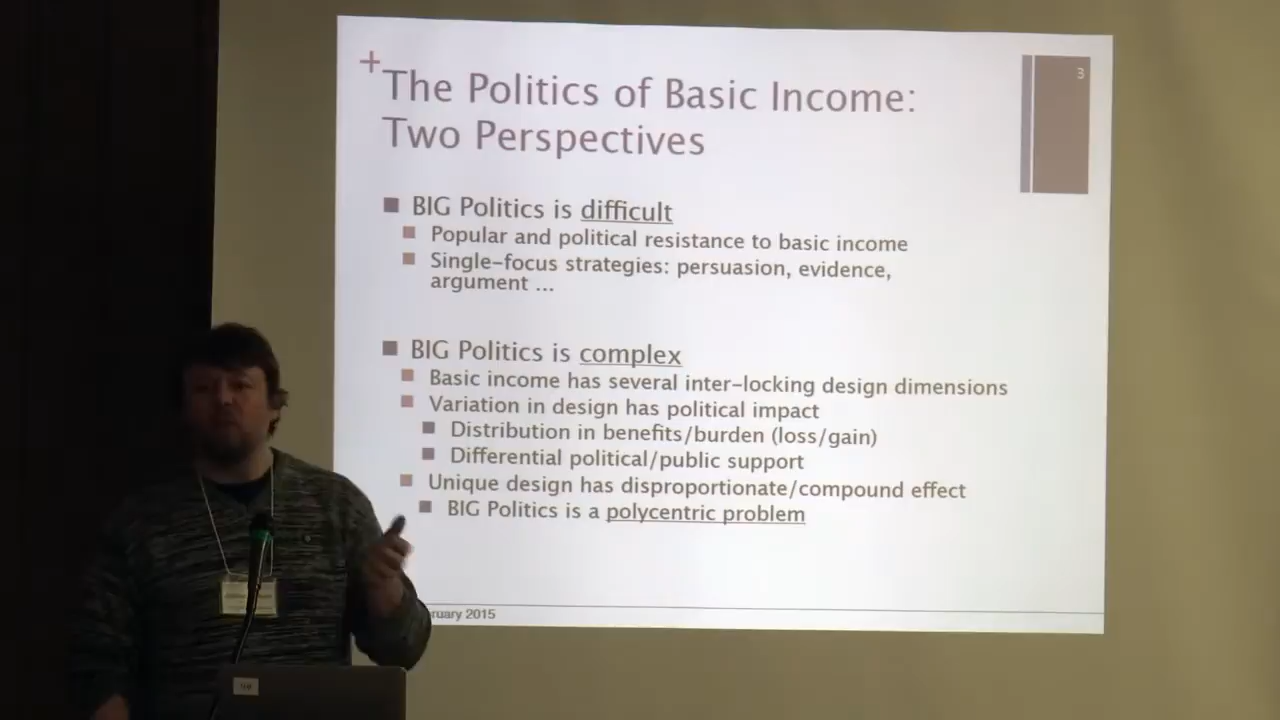 3
The Politics of Basic Income:
Two Perspectives
BIG Politics is difficult
Popular and political resistance to basic income
Single-focus strategies: persuasion, evidence,
argument ...
BIG Politics is complex
Basic income has several inter-locking design dimensions
Variation in design has political impact
Distribution in benefits/burden (loss/gain)
Differential political/public support
Unique design has disproportionate/compound effect
BIG Politics is a polycentric problem
2015